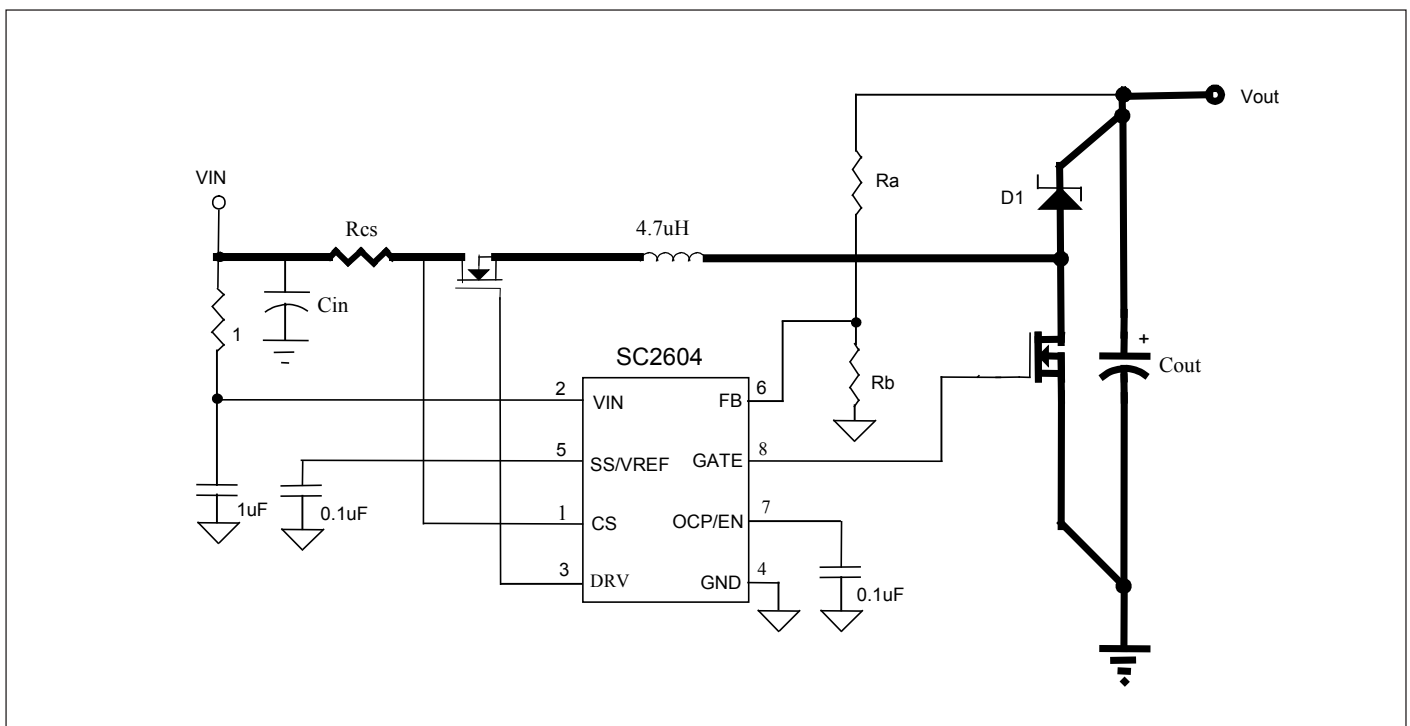 Vout
Ra
VIN
D1
Rcs
4.7uH
Cin
1
SC2604
+
Cout
2
VIN
FB
6
Rb
5
SS/VREF
GATE
8
1uF
0.1uF
1
CS
OCP/EN
7
3
DRV
GND
4
0.1uF